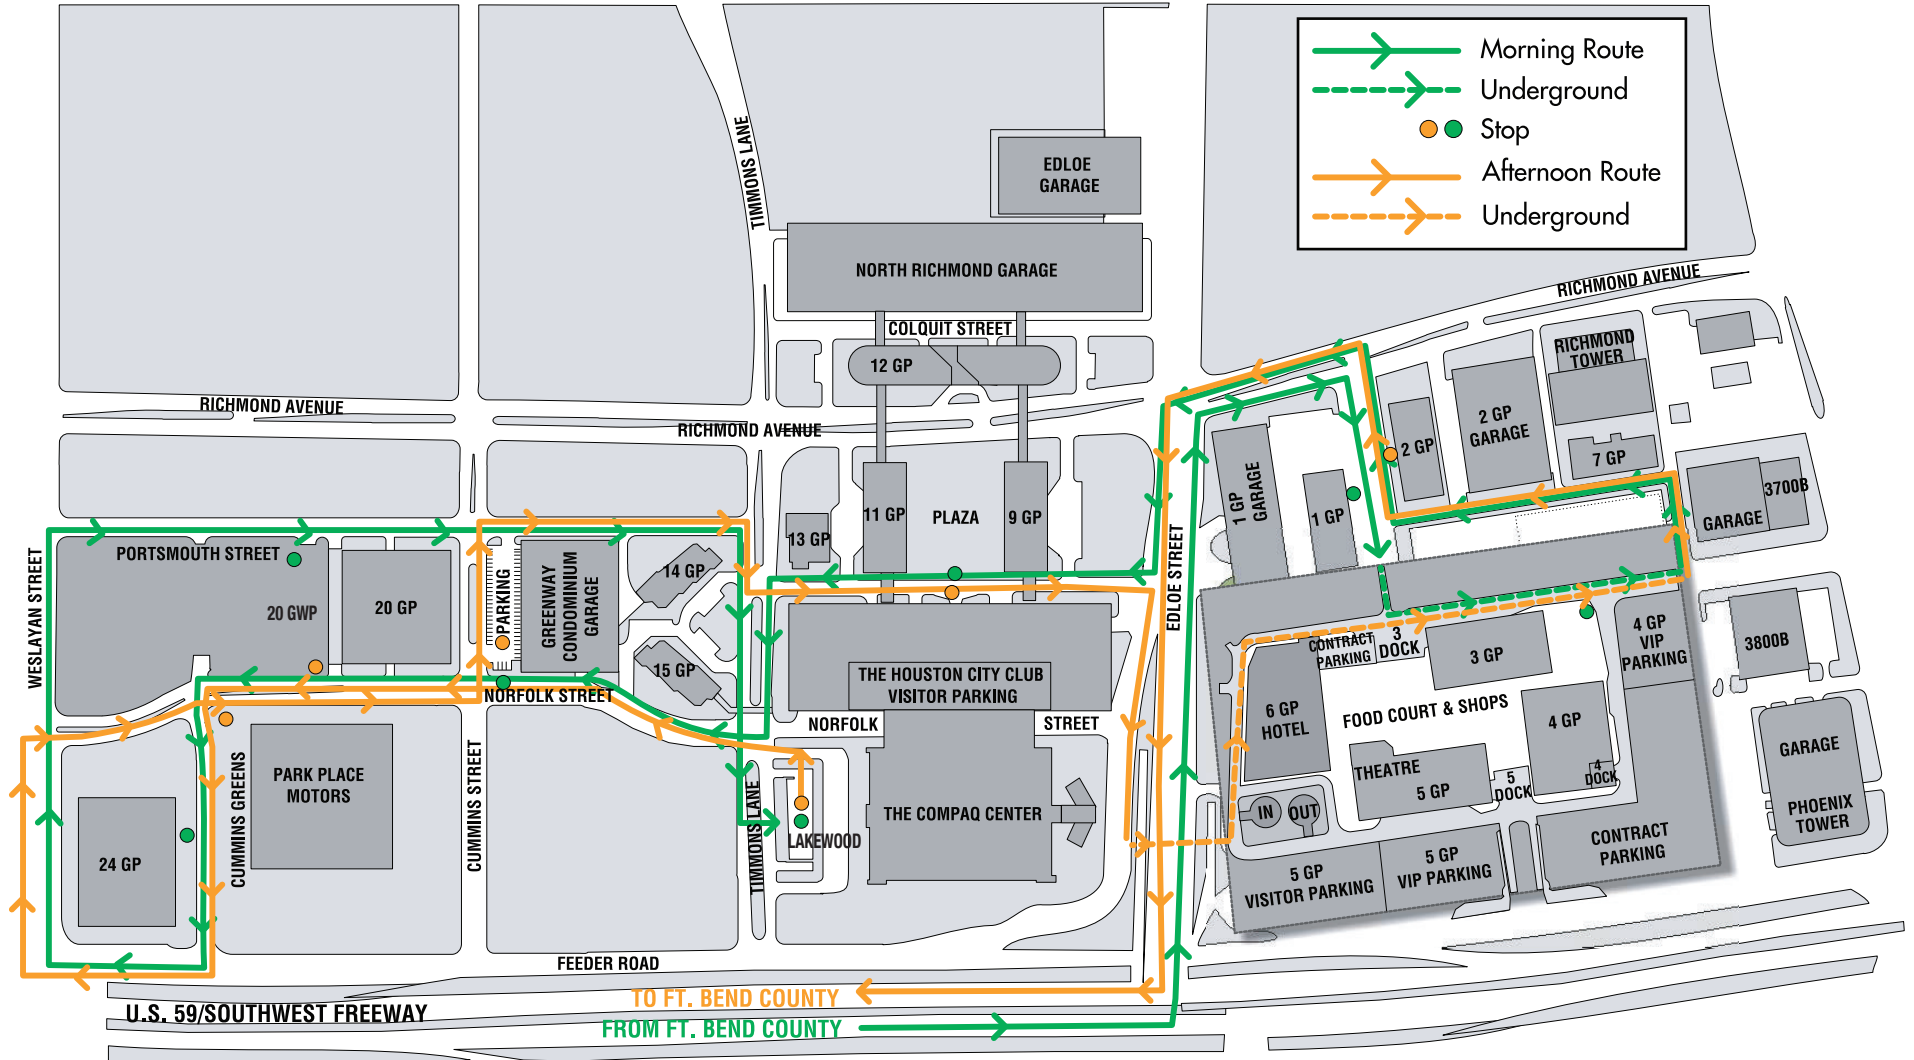 Morning Route
Underground
Stop
Afternoon Route
Underground
TIMMONS LANE
EDLOE
GARAGE
NORTH RICHMOND GARAGE
RICHMOND AVENUE
COLQUIT STREET
12 GP
RICHMOND
TOWER
RICHMOND AVENUE
RICHMOND AVENUE
2 GP
2 GP
GARAGE
7 GP
1 GP
GARAGE
1 GP
GARAGE
3700B
11 GP
PLAZA
9 GP
13 GP
EDLOE STREET
WESLAYAN STREET
PORTSMOUTH STREET
20 GWP
20 GP
PARKING
GREENWAY
CONDOMINIUM
GARAGE
14 GP
15 GP
THE HOUSTON CITY CLUB
VISITOR PARKING
CONTRACT
PARKING
3
DOCK
3 GP
4 GP
VIP
PARKING
3800B
NORFOLK STREET
NORFOLK
STREET
6 GP
HOTEL
FOOD COURT & SHOPS
4 GP
4
DOCK
THEATRE
5 GP
5
DOCK
GARAGE
PHOENIX
TOWER
PARK PLACE
MOTORS
CUMMINS GREENS
CUMMINS STREET
TIMMONS LANE
LAKEWOOD
THE COMPAQ CENTER
IN
OUT
24 GP
5 GP
VISITOR PARKING
5 GP
VIP PARKING
CONTRACT
PARKING
FEEDER ROAD
TO FT. BEND COUNTY
U.S. 59/SOUTHWEST FREEWAY
FROM FT. BEND COUNTY